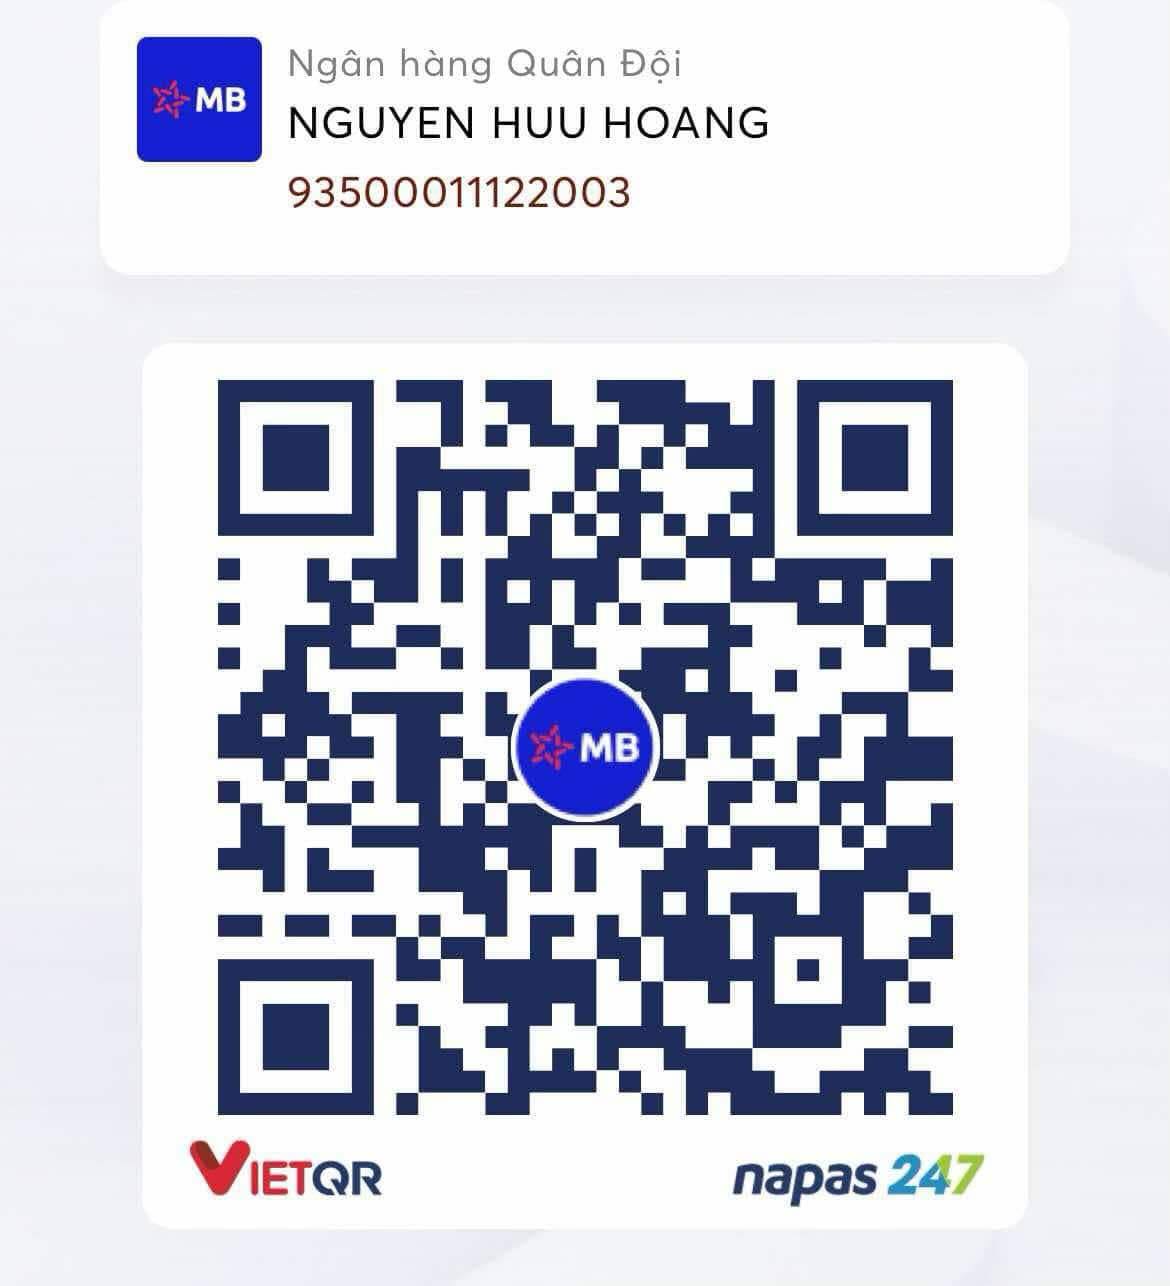 MB
Ngân hàng Quân Đội
NGUYEN HUU HOANG
93500011122003
MB
VIETQR
napas 247